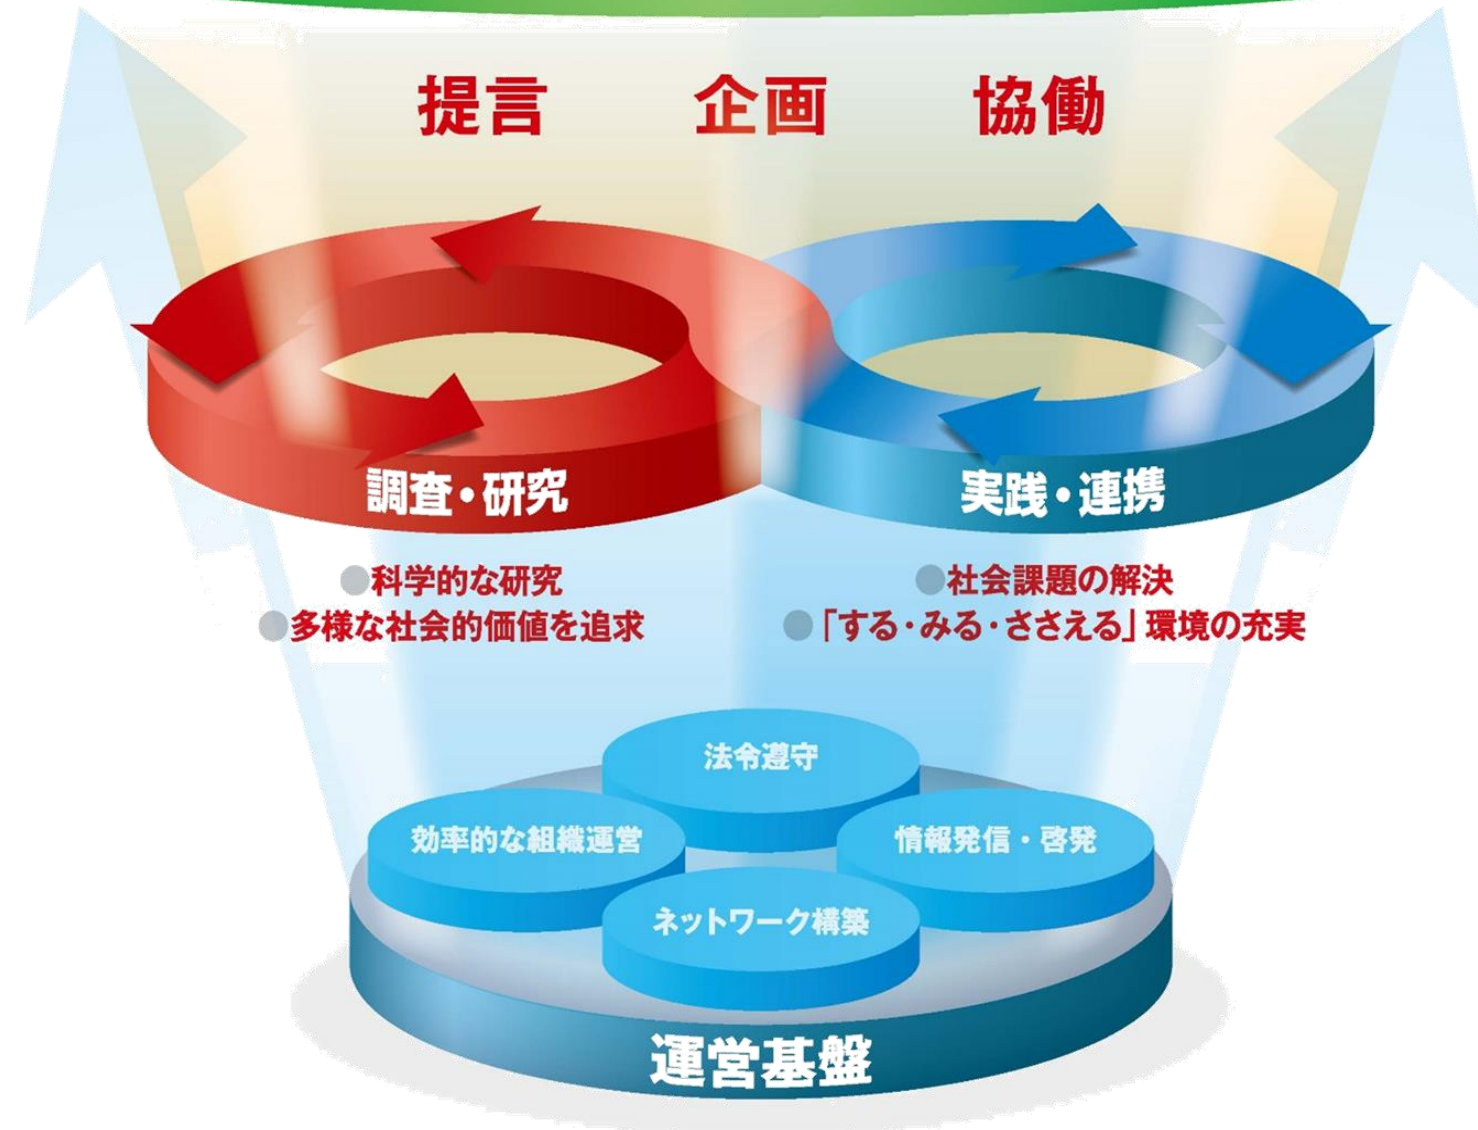 提言 企画 協働
調査・研究 実践・連携
●科学的な研究
●多様な社会的価値を追求
●社会課題の解決
●「する・みる・ささえる」環境の充実
法令遵守
効率的な組織運営 情報発信・啓発
ネットワーク構築
運営基盤